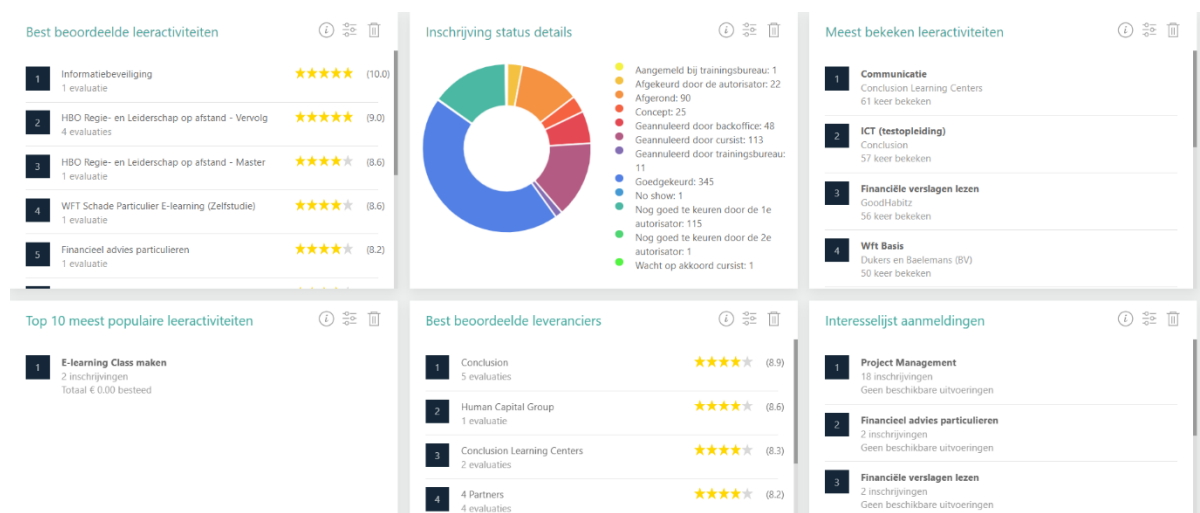 Best beoordeelde leeractiviteiten
1
Informatiebeveiliging
1 evaluatie
(10.0)
2
HBO Regie- en Leiderschap op afstand - Vervolg
4 evaluaties
(9.0)
3
HBO Regie- en Leiderschap op afstand - Master
1 evaluatie
(8.6)
4
WFT Schade Particulier E-learning (Zelfstudie)
1 evaluatie
(8.6)
5
Financieel advies particulieren
1 evaluatie
(8.2)
Inschrijving status details
Aangemeld bij trainingsbureau: 1
Afgekeurd door de autorisator: 22
Afgerond: 90
Concept: 25
Geannuleerd door backoffice: 48
Geannuleerd door cursist: 113
Geannuleerd door trainingsbureau:
11
Goedgekeurd: 345
No show: 1
Nog goed te keuren door de 1e
autorisator: 115
Nog goed te keuren door de 2e
autorisator: 1
Wacht op akkoord cursist: 1
Meest bekeken leeractiviteiten
1
Communicatie
Conclusion Learning Centers
61 keer bekeken
2
ICT (testopleiding)
Conclusion
57 keer bekeken
3
Financiële verslagen lezen
GoodHabitz
56 keer bekeken
4
Wft Basis
Dukers en Baelemans (BV)
50 keer bekeken
Top 10 meest populaire leeractiviteiten
1
E-learning Class maken
2 inschrijvingen
Totaal € 0.00 besteed
Best beoordeelde leveranciers
1
Conclusion
5 evaluaties
(8.9)
2
Human Capital Group
1 evaluatie
(8.6)
3
Conclusion Learning Centers
2 evaluaties
(8.3)
4
4 Partners
4 evaluaties
(8.2)
Interesselijst aanmeldingen
1
Project Management
18 inschrijvingen
Geen beschikbare uitvoeringen
2
Financieel advies particulieren
2 inschrijvingen
Geen beschikbare uitvoeringen
3
Financiële verslagen lezen
2 inschrijvingen
Geen beschikbare uitvoeringen